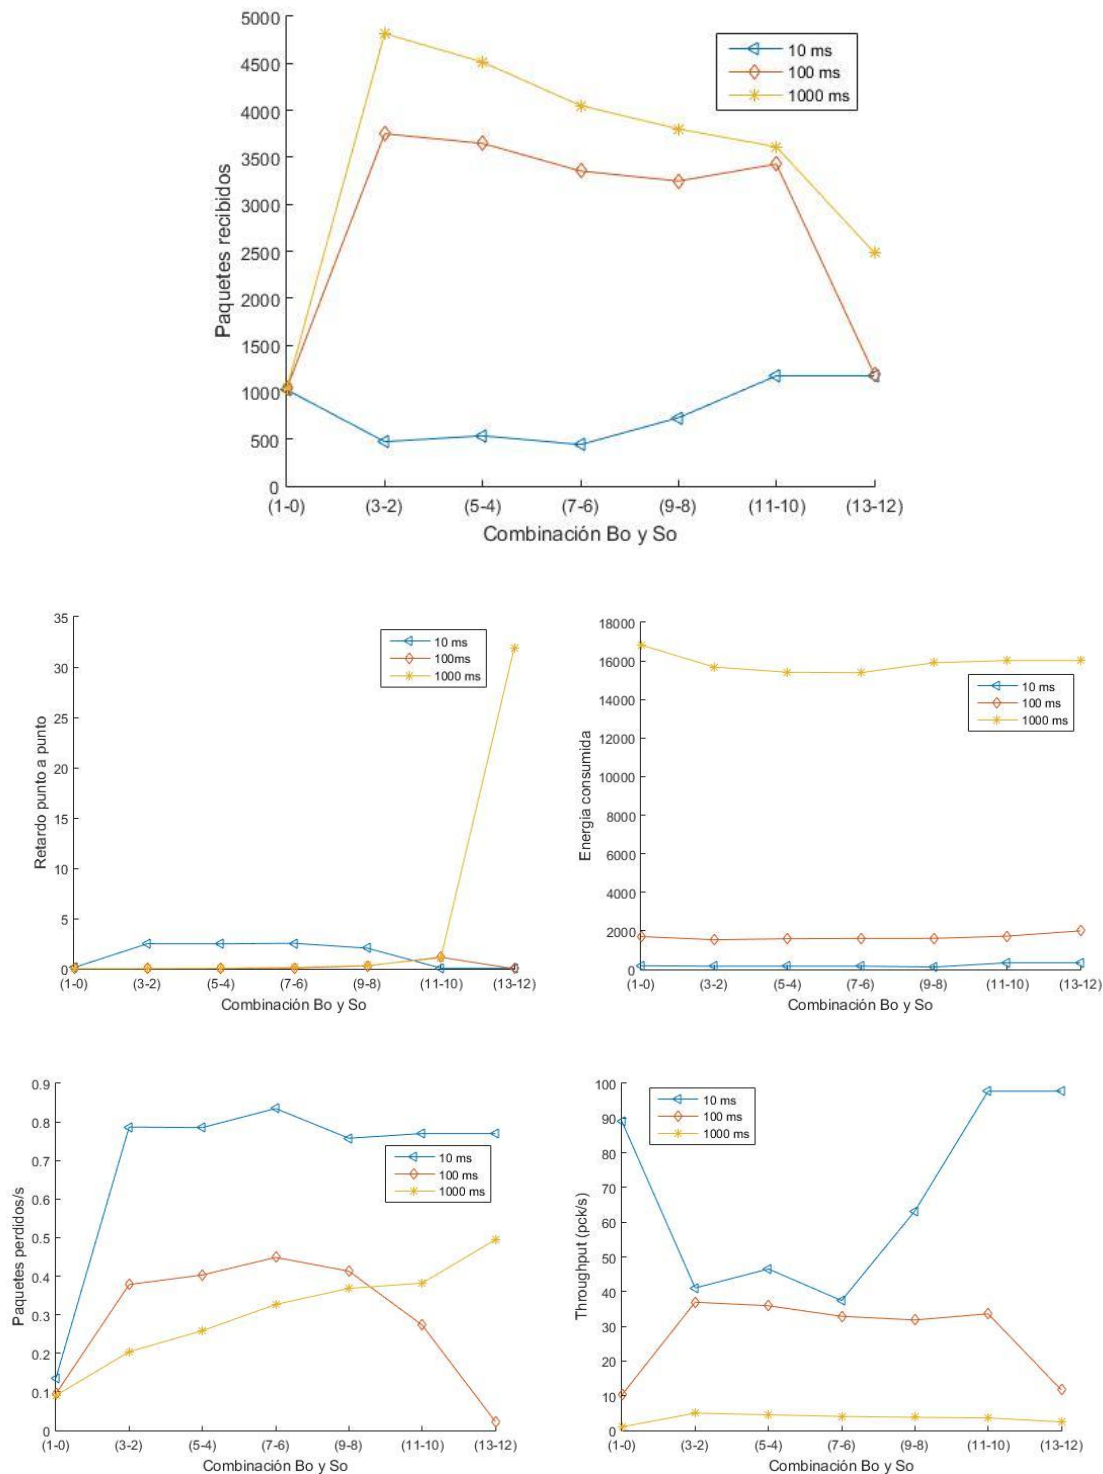 5000
4500
4000
3500
3000
2500
2000
1500
1000
500
0
Paquetes recibidos
10 ms
100 ms
1000 ms
(1-0) (3-2) (5-4) (7-6) (9-8) (11-10) (13-12)
Combinación Bo y So
35
30
25
20
15
10
5
0
Retardo punto a punto
10 ms
100ms
1000 ms
(1-0) (3-2) (5-4) (7-6) (9-8) (11-10) (13-12)
Combinación Bo y So
18000
16000
14000
12000
10000
8000
6000
4000
2000
0
Energia consumida
10 ms
100 ms
1000 ms
(1-0) (3-2) (5-4) (7-6) (9-8) (11-10) (13-12)
Combinación Bo y So
0.9
0.8
0.7
0.6
0.5
0.4
0.3
0.2
0.1
0
Paquetes perdidos/s
10 ms
100 ms
1000 ms
(1-0) (3-2) (5-4) (7-6) (9-8) (11-10) (13-12)
Combinación Bo y So
100
90
80
70
60
50
40
30
20
10
0
Throughput (pck/s)
10 ms
100 ms
1000 ms
(1-0) (3-2) (5-4) (7-6) (9-8) (11-10) (13-12)
Combinación Bo y So